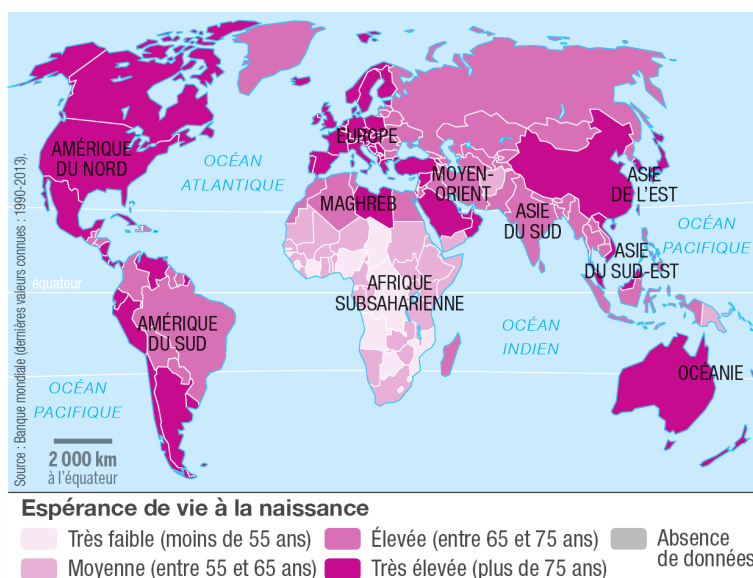 AMÉRIQUE
DU NORD
OCÉAN
ATLANTIQUE
EUROPE
MOYEN-
ORIENT
MAGHREB
ASIE
DE L'EST
ASIE
DU SUD
OCÉAN
PACIFIQUE
ASIE
DU SUD-EST
équateur
AFRIQUE
SUBSAHARIENNE
AMÉRIQUE
DU SUD
OCÉAN
INDIEN
OCÉANIE
OCÉAN
PACIFIQUE
2 000 km
à l'équateur
Source : Banque mondiale (dernières valeurs connues : 1990-2013).
Espérance de vie à la naissance
Très faible (moins de 55 ans)
Moyenne (entre 55 et 65 ans)
Élevée (entre 65 et 75 ans)
Très élevée (plus de 75 ans)
Absence
de données